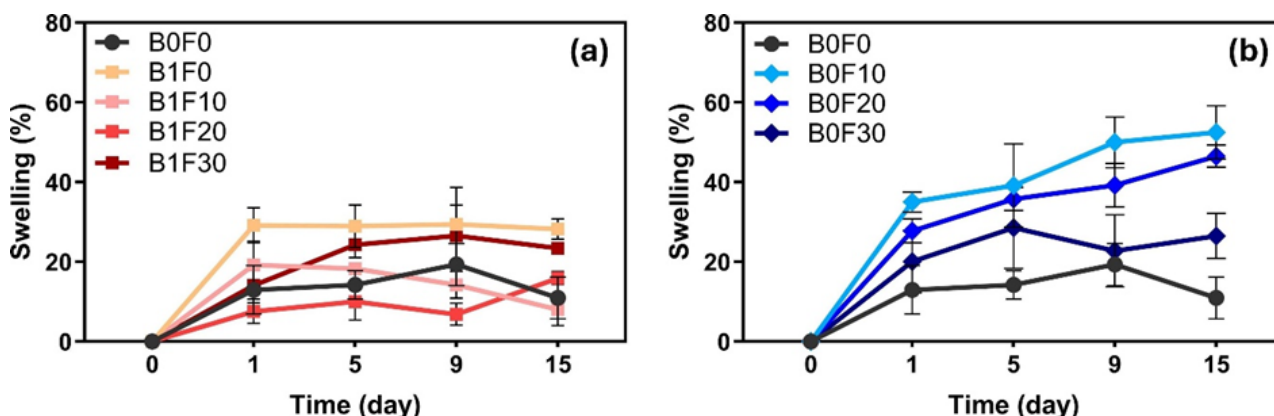 (a)
80
60
40
20
0
Swelling (%)
B0F0
B1F0
B1F10
B1F20
B1F30
0 1 5 9 15
Time (day)
(b)
80
60
40
20
0
Swelling (%)
B0F0
B0F10
B0F20
B0F30
0 1 5 9 15
Time (day)